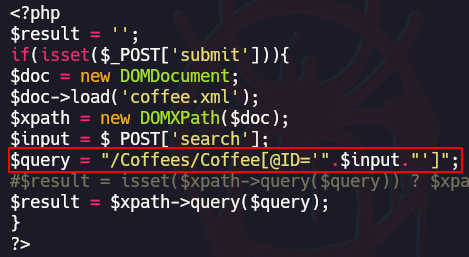 <?php
$result = '';
if(isset($_POST['submit'])){
$doc = new DOMDocument;
$doc->load('coffee.xml');
$xpath = new DOMXPath($doc);
$input = $_POST['search'];
$query = "/Coffees/Coffee[@ID='".$input."']";
#$result = isset($xpath->query($query)) ? $xpa
$result = $xpath->query($query);
}
?>